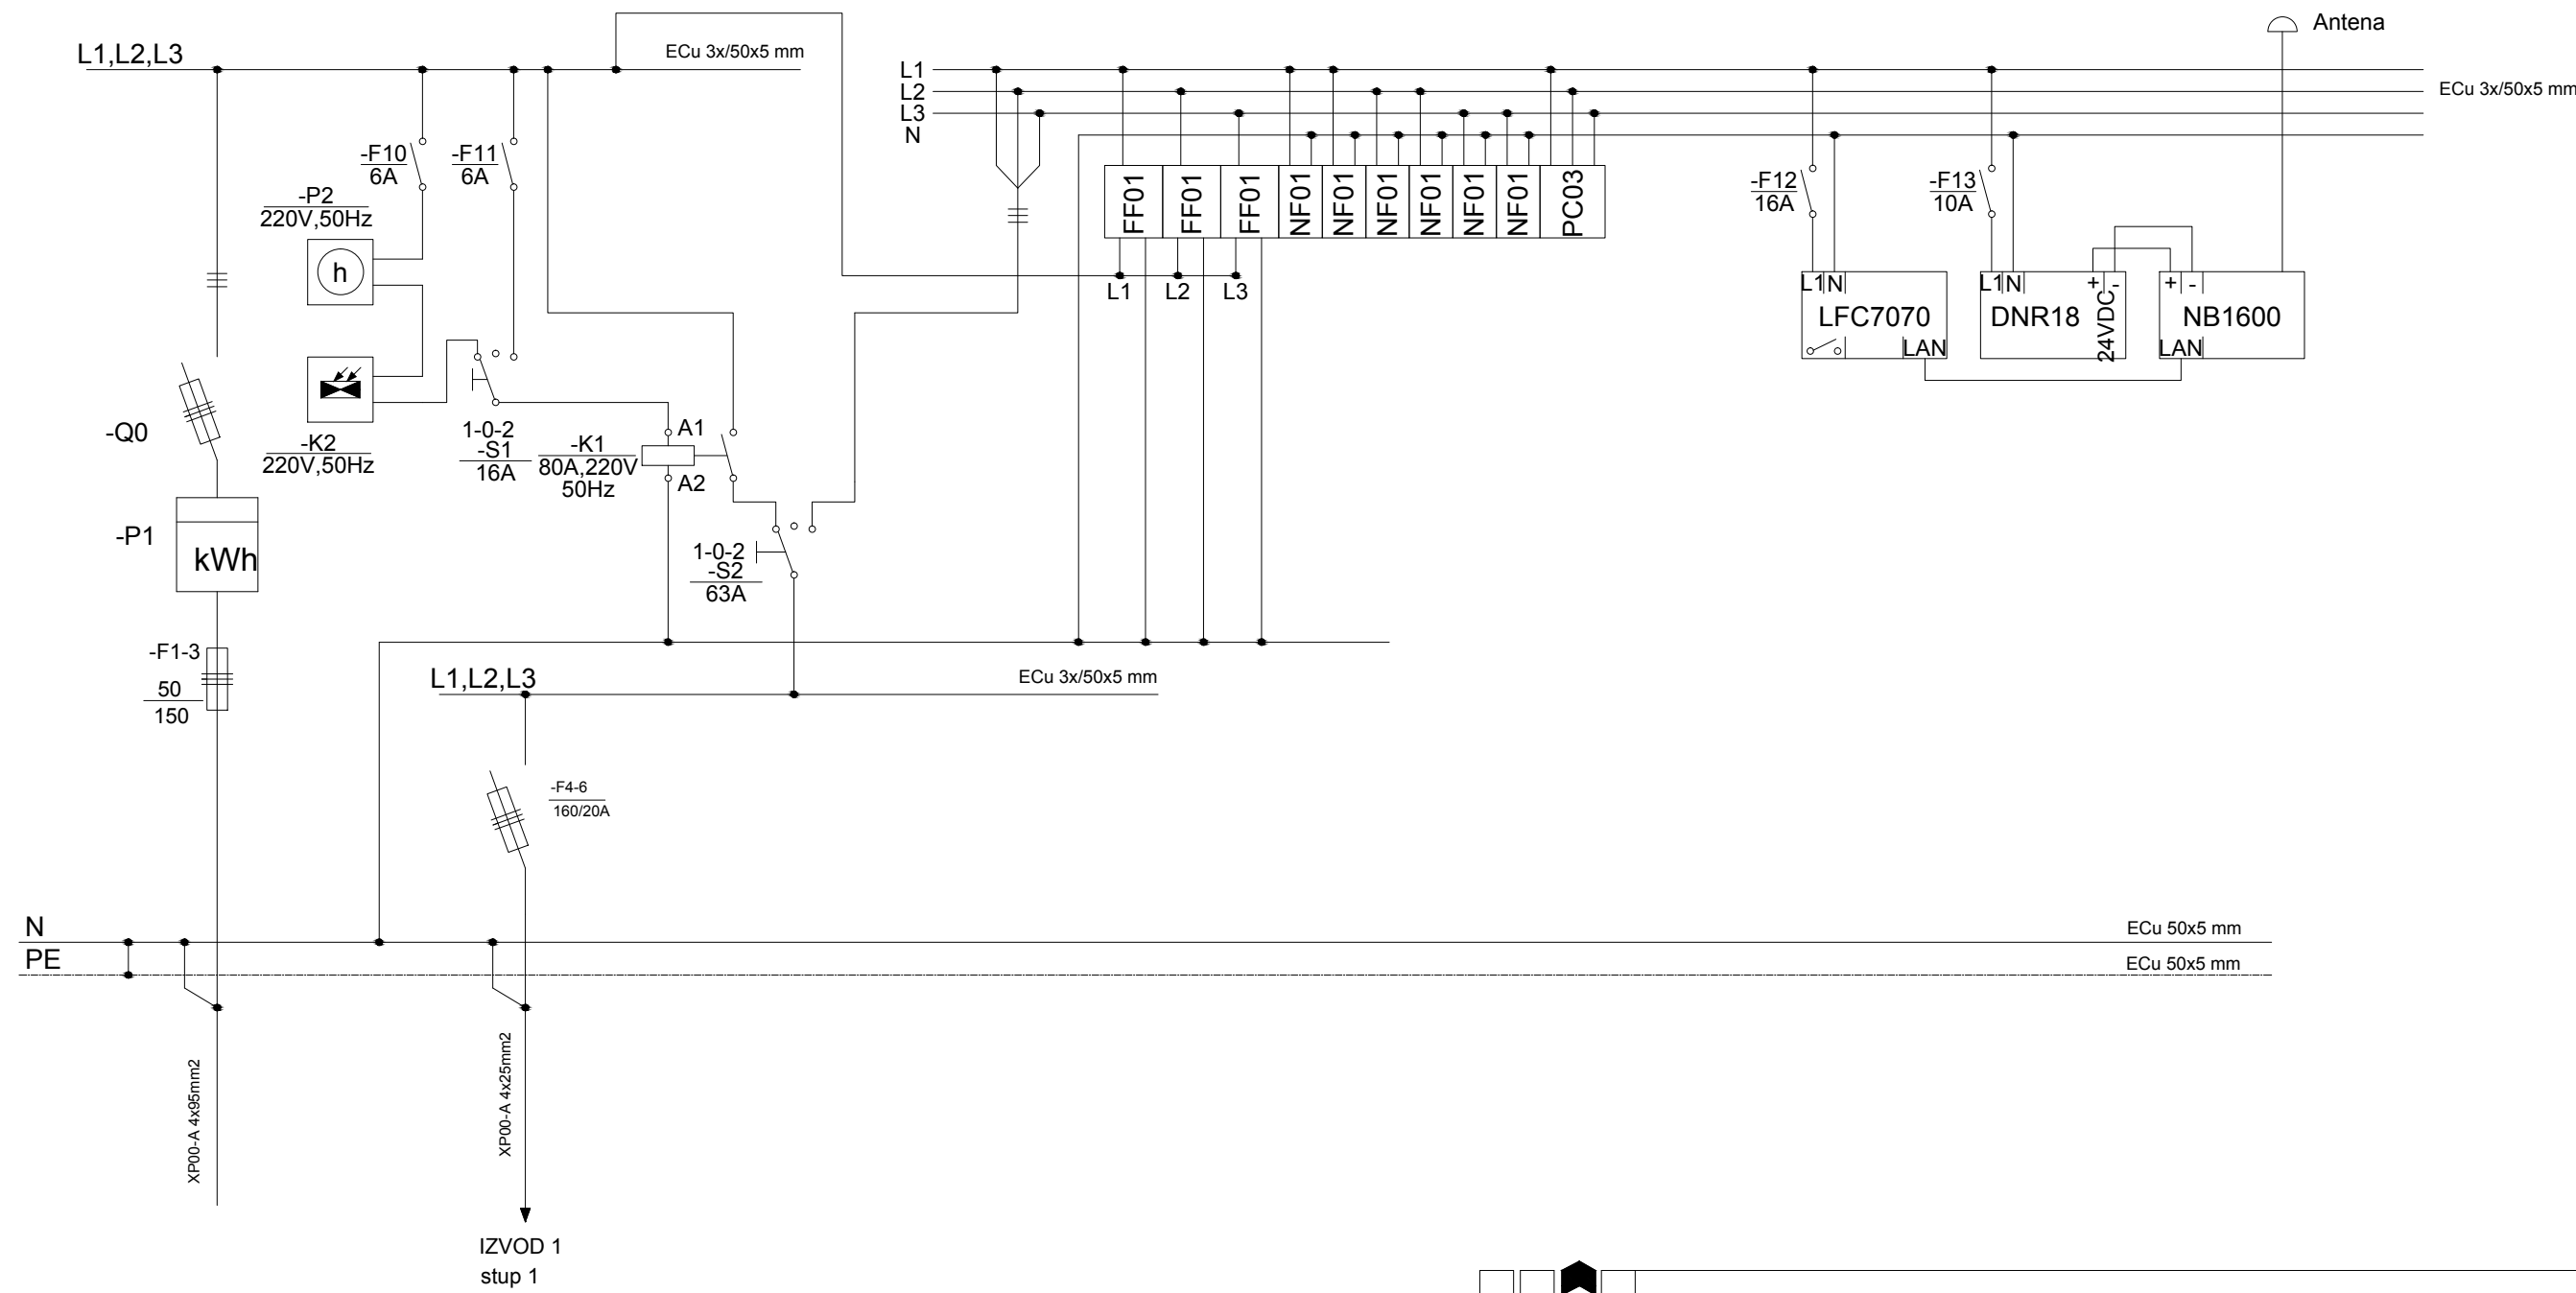 Antena
L1,L2,L3
ECu 3x/50x5 mm
L1
L2
L3
N
ECu 3x/50x5 mm
-F10
6A
-F11
6A
-P2
220V,50Hz
h
FF01
FF01
FF01
NF01
NF01
NF01
NF01
NF01
NF01
PC03
-F12
16A
-F13
10A
L1
L2
L3
L1 N
LFC7070
LAN
L1 N
+ -
DNR18
24VDC
+ -
NB1600
LAN
-Q0
-K2
220V,50Hz
1-0-2
-S1
16A
-K1
80A,220V
50Hz
A1
A2
-P1
kWh
1-0-2
-S2
63A
-F1-3
50
150
L1,L2,L3
ECu 3x/50x5 mm
-F4-6
160/20A
N
ECu 50x5 mm
PE
ECu 50x5 mm
XP00-A 4x95mm2
XP00-A 4x25mm2
IZVOD 1
stup 1